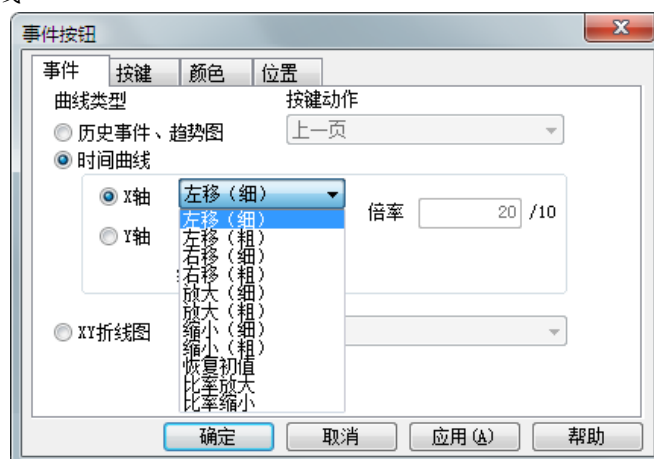 事件按钮
事件 按键 颜色 位置
曲线类型 按键动作
历史事件、趋势图 上一页
时间曲线
X轴 左移（细）
倍率 20 /10
Y轴
左移（细）
左移（粗）
右移（细）
右移（粗）
放大（细）
放大（粗）
缩小（细）
缩小（粗）
恢复初值
比率放大
比率缩小
XY折线图
确定 取消 应用(A) 帮助